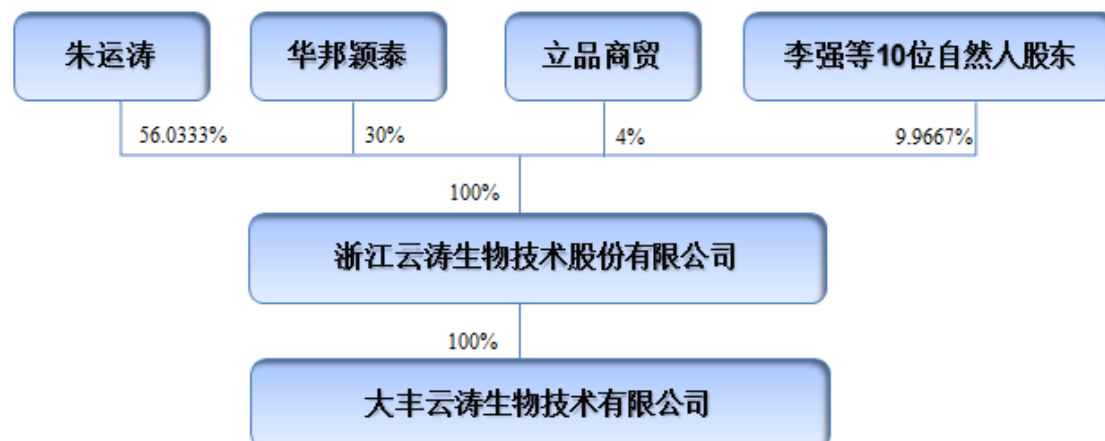 朱运涛
华邦颖泰
立品商贸
李强等10位自然人股东
56.0333%
30%
4%
9.9667%
100%
浙江云涛生物技术股份有限公司
100%
大丰云涛生物技术有限公司